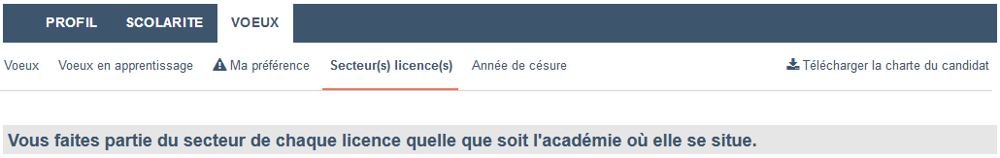 PROFIL SCOLARITE VOEUX
Voeux Voeux en apprentissage Ma préférence Secteur(s) licence(s) Année de césure Télécharger la charte du candidat
Vous faites partie du secteur de chaque licence quelle que soit l'académie où elle se situe.